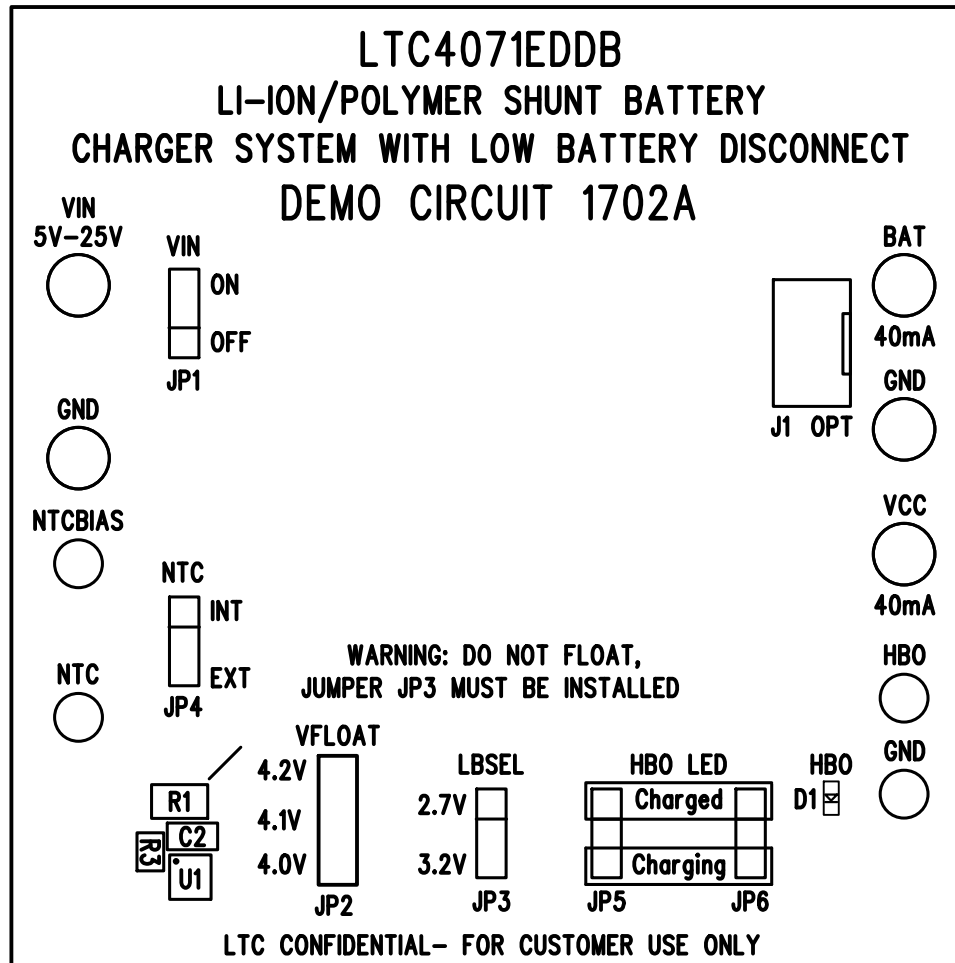 LTC4071EDDB
LI-ION/POLYMER SHUNT BATTERY
CHARGER SYSTEM WITH LOW BATTERY DISCONNECT
DEMO CIRCUIT 1702A
VIN
5V-25V
VIN
ON
OFF
JP1
BAT
40mA
J1 OPT
GND
GND
NTCBIAS
VCC
40mA
NTC
INT
EXT
JP4
NTC
WARNING: DO NOT FLOAT,
JUMPER JP3 MUST BE INSTALLED
HBO
GND
VFLOAT
4.2V
4.1V
4.0V
JP2
LBSEL
2.7V
3.2V
JP3
HBO LED
Charged
Charging
JP5
JP6
HBO
D1
R1
C2
R3
U1
LTC CONFIDENTIAL- FOR CUSTOMER USE ONLY